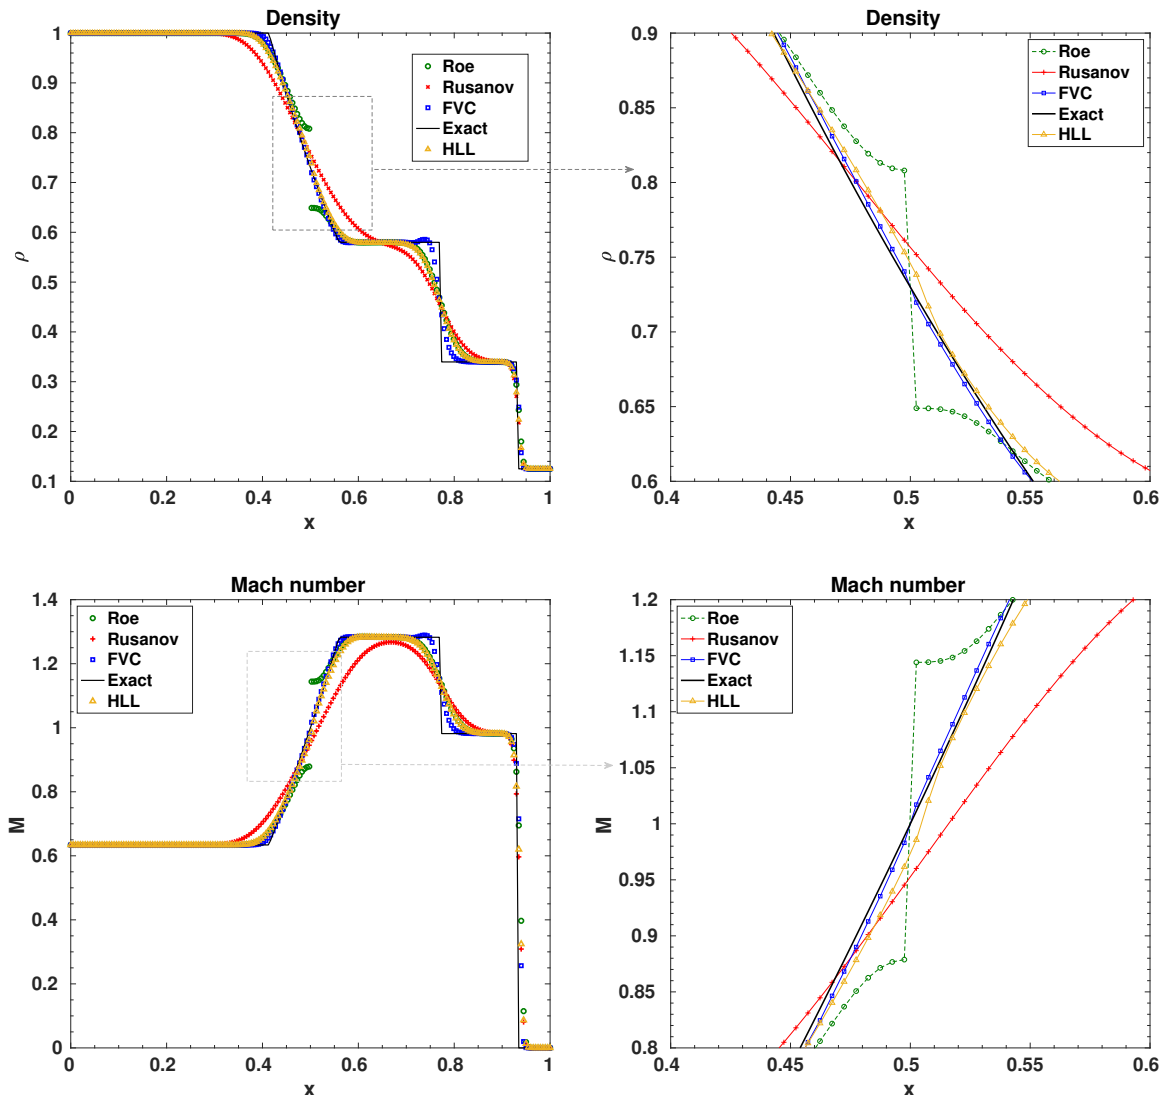 Density
1
0.9
0.8
0.7
0.6
0.5
0.4
0.3
0.2
0.1
ρ
0
0.2
0.4
0.6
0.8
1
x
Roe
Rusanov
FVC
Exact
HLL
Density
0.9
0.85
0.8
0.75
0.7
0.65
0.6
ρ
0.4
0.45
0.5
0.55
0.6
x
Roe
Rusanov
FVC
Exact
HLL
Mach number
1.4
1.2
1
0.8
0.6
0.4
0.2
0
M
0
0.2
0.4
0.6
0.8
1
x
Roe
Rusanov
FVC
Exact
HLL
Mach number
1.2
1.15
1.1
1.05
1
0.95
0.9
0.85
0.8
M
0.4
0.45
0.5
0.55
0.6
x
Roe
Rusanov
FVC
Exact
HLL